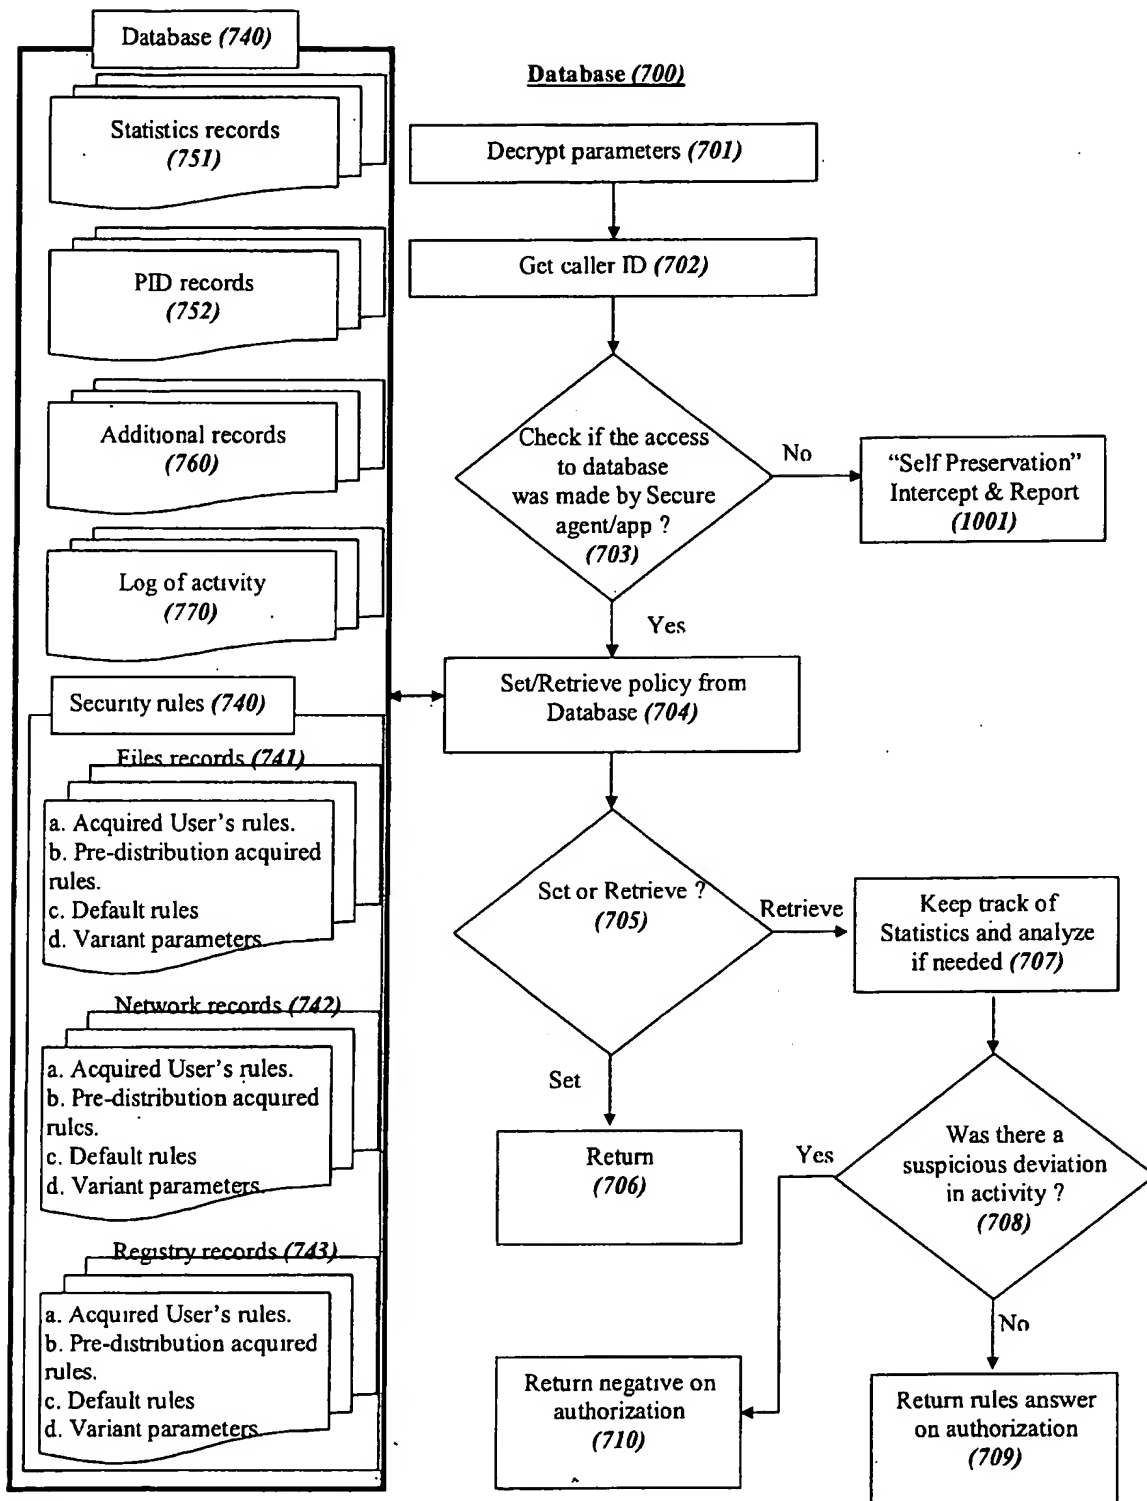 Database (740)
Statistics records
(751)
PID records
(752)
Additional records
(760)
Log of activity
(770)
Security rules (740)
Files records (741)
a. Acquired User's rules.
b. Pre-distribution acquired
rules.
c. Default rules
d. Variant parameters.
Network records (742)
a. Acquired User's rules.
b. Pre-distribution acquired
rules.
c. Default rules
d. Variant parameters.
Registry records (743)
a. Acquired User's rules.
b. Pre-distribution acquired
rules.
c. Default rules
d. Variant parameters.
Database (700)
Decrypt parameters (701)
Get caller ID (702)
Check if the access
to database
was made by Secure
agent/app ?
(703)
No
“Self Preservation”
Intercept & Report
(1001)
Yes
Set/Retrieve policy from
Database (704)
Set or Retrieve ?
(705)
Retrieve
Keep track of
Statistics and analyze
if needed (707)
Set
Return
(706)
Was there a
suspicious deviation
in activity ?
(708)
Yes
No
Return negative on
authorization
(710)
Return rules answer
on authorization
(709)